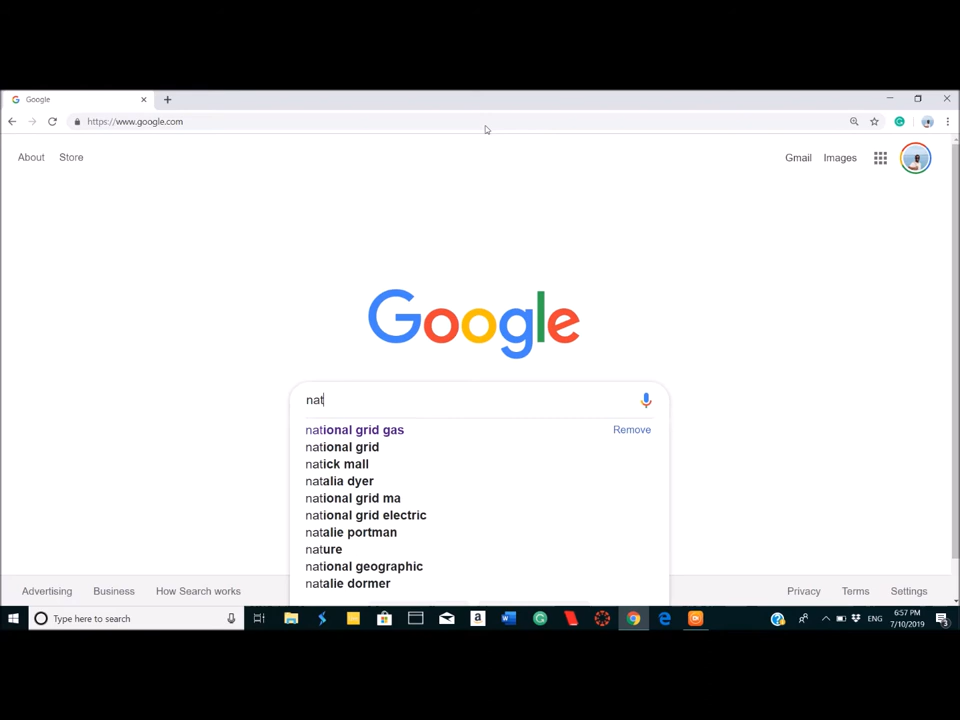 Google
https://www.google.com
About Store Gmail Images
Google
nat
national grid gas Remove
national grid
natick mall
natalia dyer
national grid ma
national grid electric
natalie portman
nature
national geographic
natalie dormer
Advertising Business How Search works Privacy Terms Settings
Type here to search
ENG
6:57 PM
7/10/2019